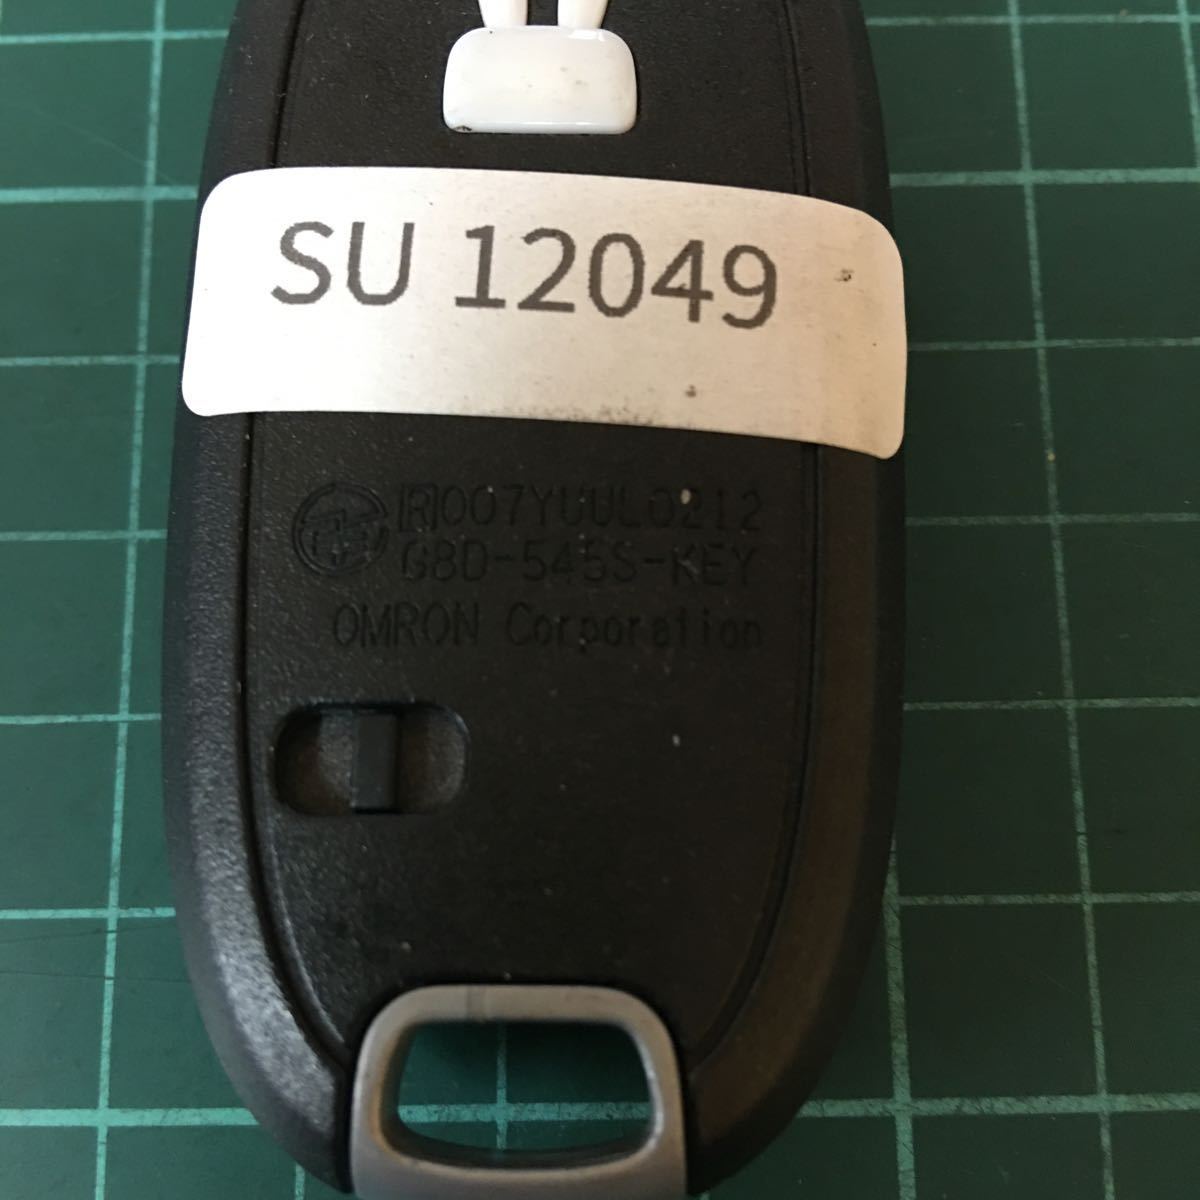 SU 12049
R007YUUL0212
G8D-545S-KEY
OMRON Corporation